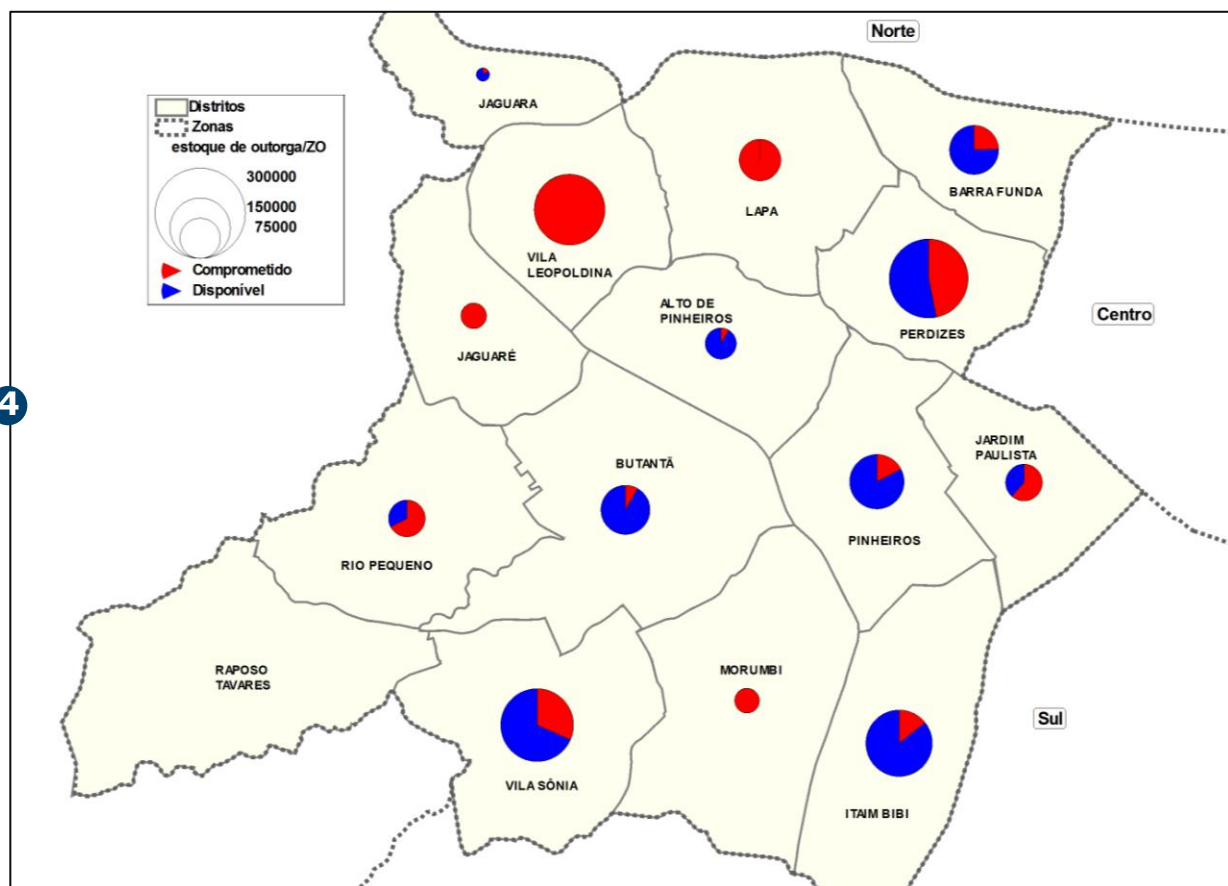 Norte
JAGUARA
Distritos
Zonas
estoque de outorga/ZO
300000
150000
75000
Comprometido
Disponível
BARRA FUNDA
LAPA
VILA
LEOPOLDINA
ALTO DE
PINHEIROS
PERDIZES
Centro
JAGUARÉ
4
JARDIM
PAULISTA
BUTANTÃ
PINHEIROS
RIO PEQUENO
RAPOSO
TAVARES
MORUMBI
Sul
VILA SÔNIA
ITAIM BIBI